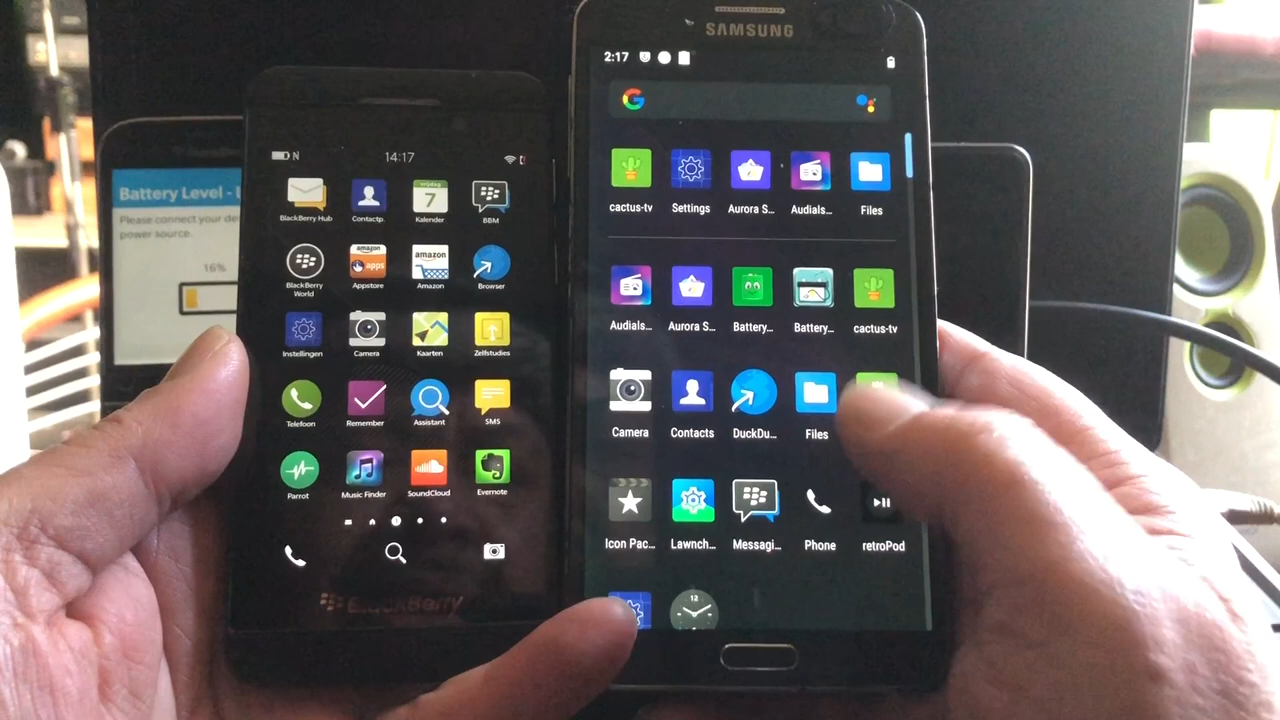 SAMSUNG
Battery Level -
Please connect your
power source.
16%
N
14:17
BlackBerry Hub
Contactp.
vrijdag
7
Kalender
BBM
BlackBerry
World
amazon
apps
Appstore
amazon
Amazon
Browser
Instellingen
Camera
Kaarten
Zelfstudies
Telefoon
Remember
Assistant
SMS
Parrot
Music Finder
SoundCloud
Evernote
BlackBerry
2:17
G
cactus-tv
Settings
Aurora S...
Audials...
Files
Audials...
Aurora S...
Battery...
Battery...
cactus-tv
Camera
Contacts
DuckDu...
Files
Icon Pac...
Lawnch...
Messagi...
Phone
retroPod
12